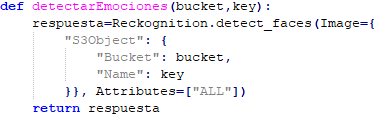 def detectarEmociones(bucket,key):
    respuesta=Reckognition.detect_faces(Image={
        "S3Object": {
            "Bucket": bucket,
            "Name": key
        }}, Attributes=["ALL"])
    return respuesta